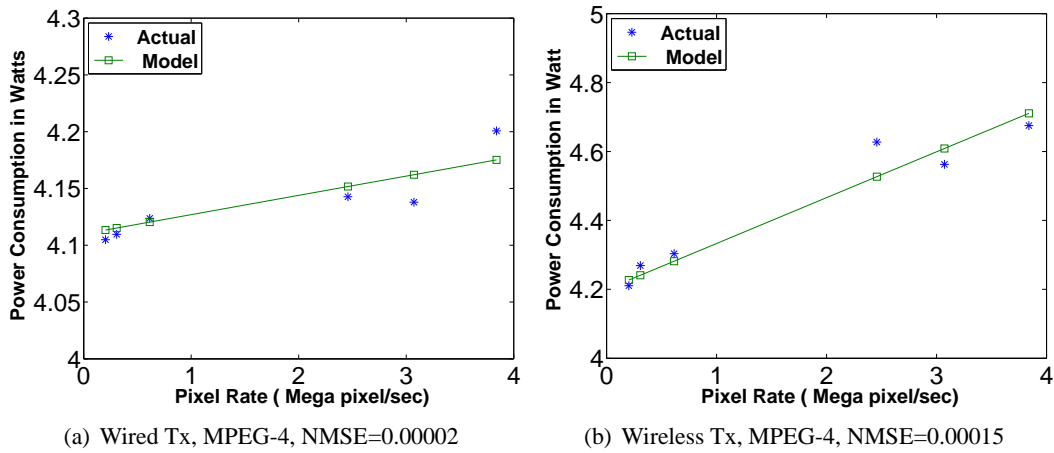 4.3
4.25
4.2
4.15
4.1
4.05
4
0 1 2 3 4
Power Consumption in Watts
Pixel Rate ( Mega pixel/sec)
Actual
Model
(a) Wired Tx, MPEG-4, NMSE=0.00002
5
4.8
4.6
4.4
4.2
4
0 1 2 3 4
Power Consumption in Watt
Pixel Rate ( Mega pixel/sec)
Actual
Model
(b) Wireless Tx, MPEG-4, NMSE=0.00015